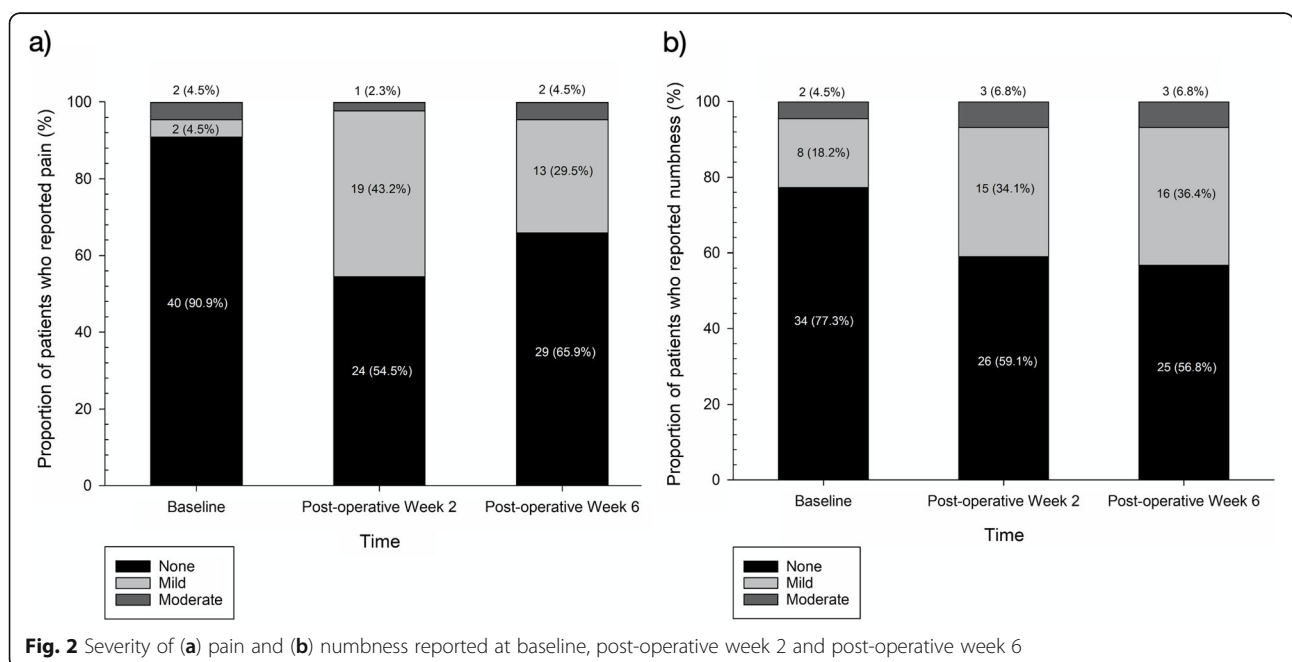 a)
2 (4.5%) 1 (2.3%) 2 (4.5%)
100
2 (4.5%)
13 (29.5%)
19 (43.2%)
80
60
40 (90.9%)
40
29 (65.9%)
24 (54.5%)
20
0
Proportion of patients who reported pain (%)
Baseline Post-operative Week 2 Post-operative Week 6
Time
None
Mild
Moderate
b)
2 (4.5%) 3 (6.8%) 3 (6.8%)
100
8 (18.2%)
15 (34.1%) 16 (36.4%)
80
60
34 (77.3%)
40
26 (59.1%) 25 (56.8%)
20
0
Proportion of patients who reported numbness (%)
Baseline Post-operative Week 2 Post-operative Week 6
Time
None
Mild
Moderate
Fig. 2 Severity of (a) pain and (b) numbness reported at baseline, post-operative week 2 and post-operative week 6